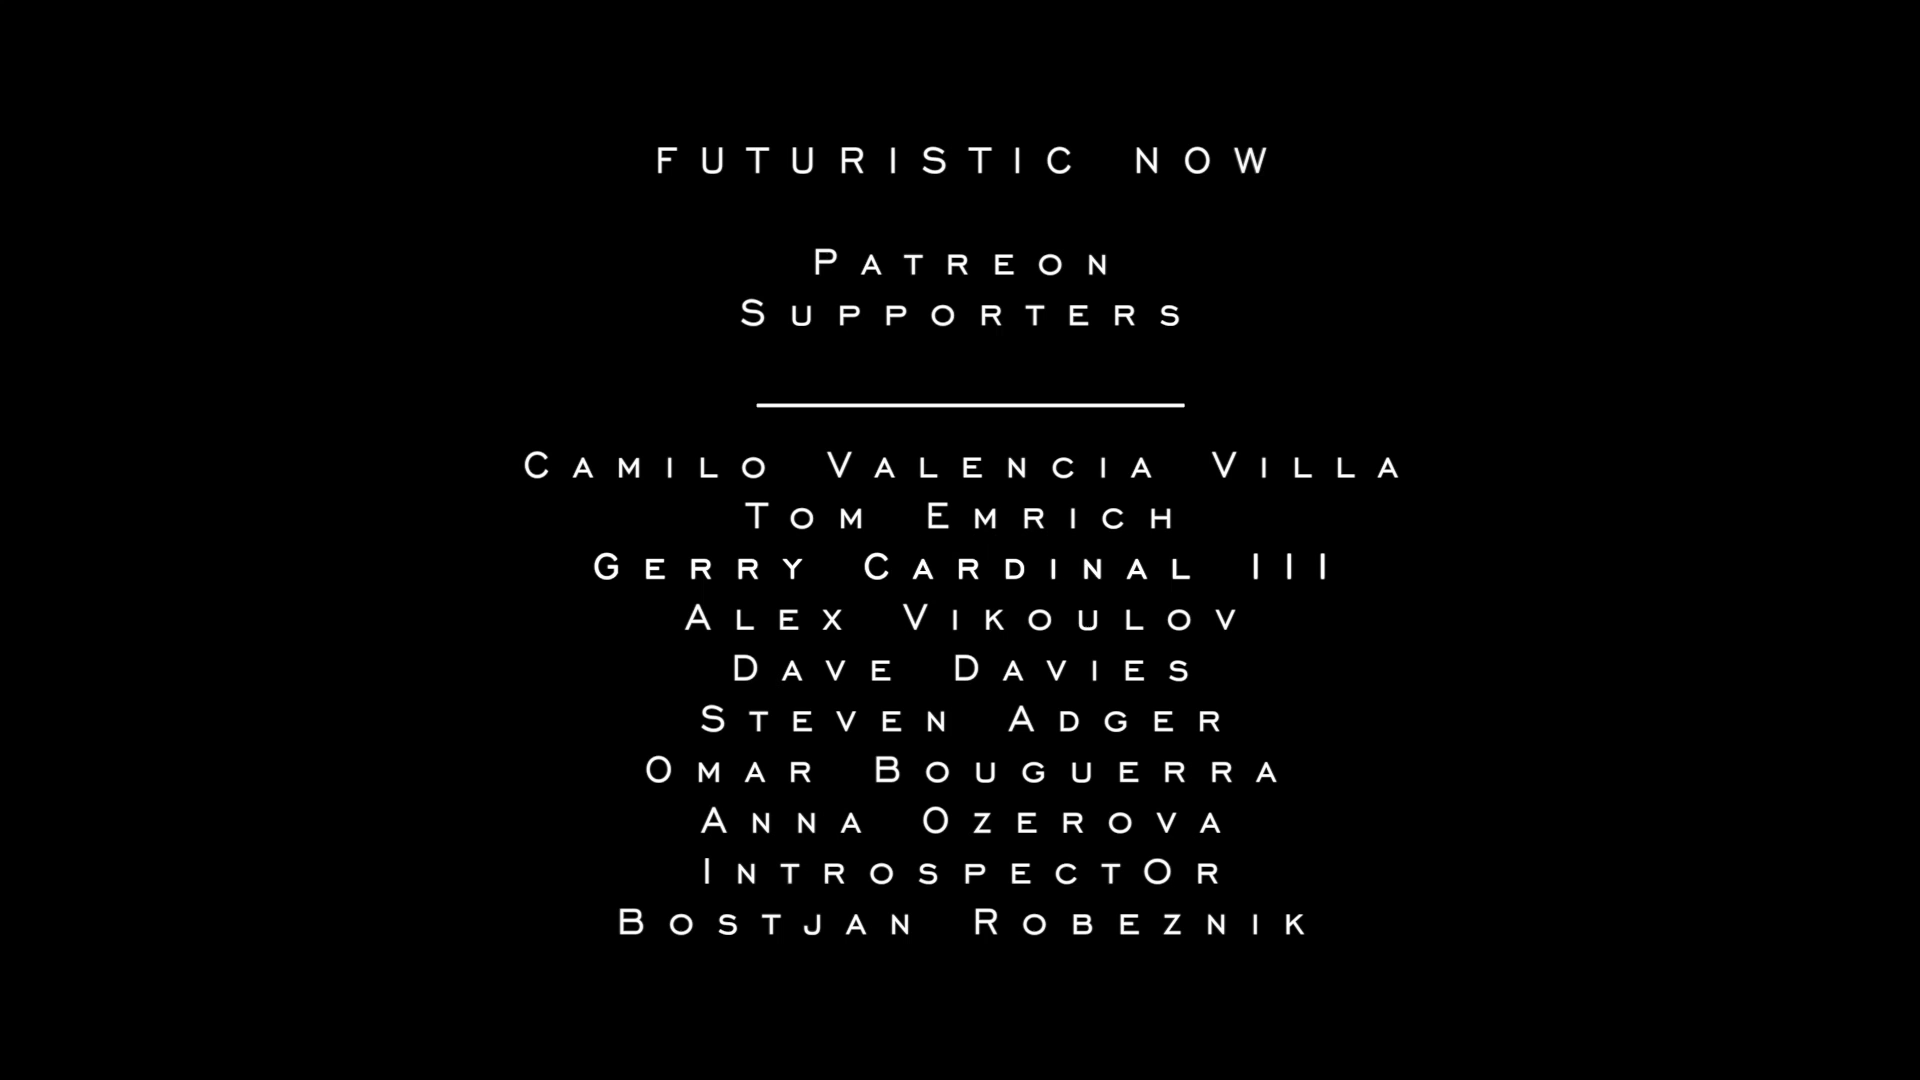 FUTURISTIC NOW
Patreon
Supporters
Camilo Valencia Villa
Tom Emrich
Gerry Cardinal III
Alex Vikoulov
Dave Davies
Steven Adger
Omar Bouguerra
Anna Ozerova
IntrospectOr
Bostjan Robeznik